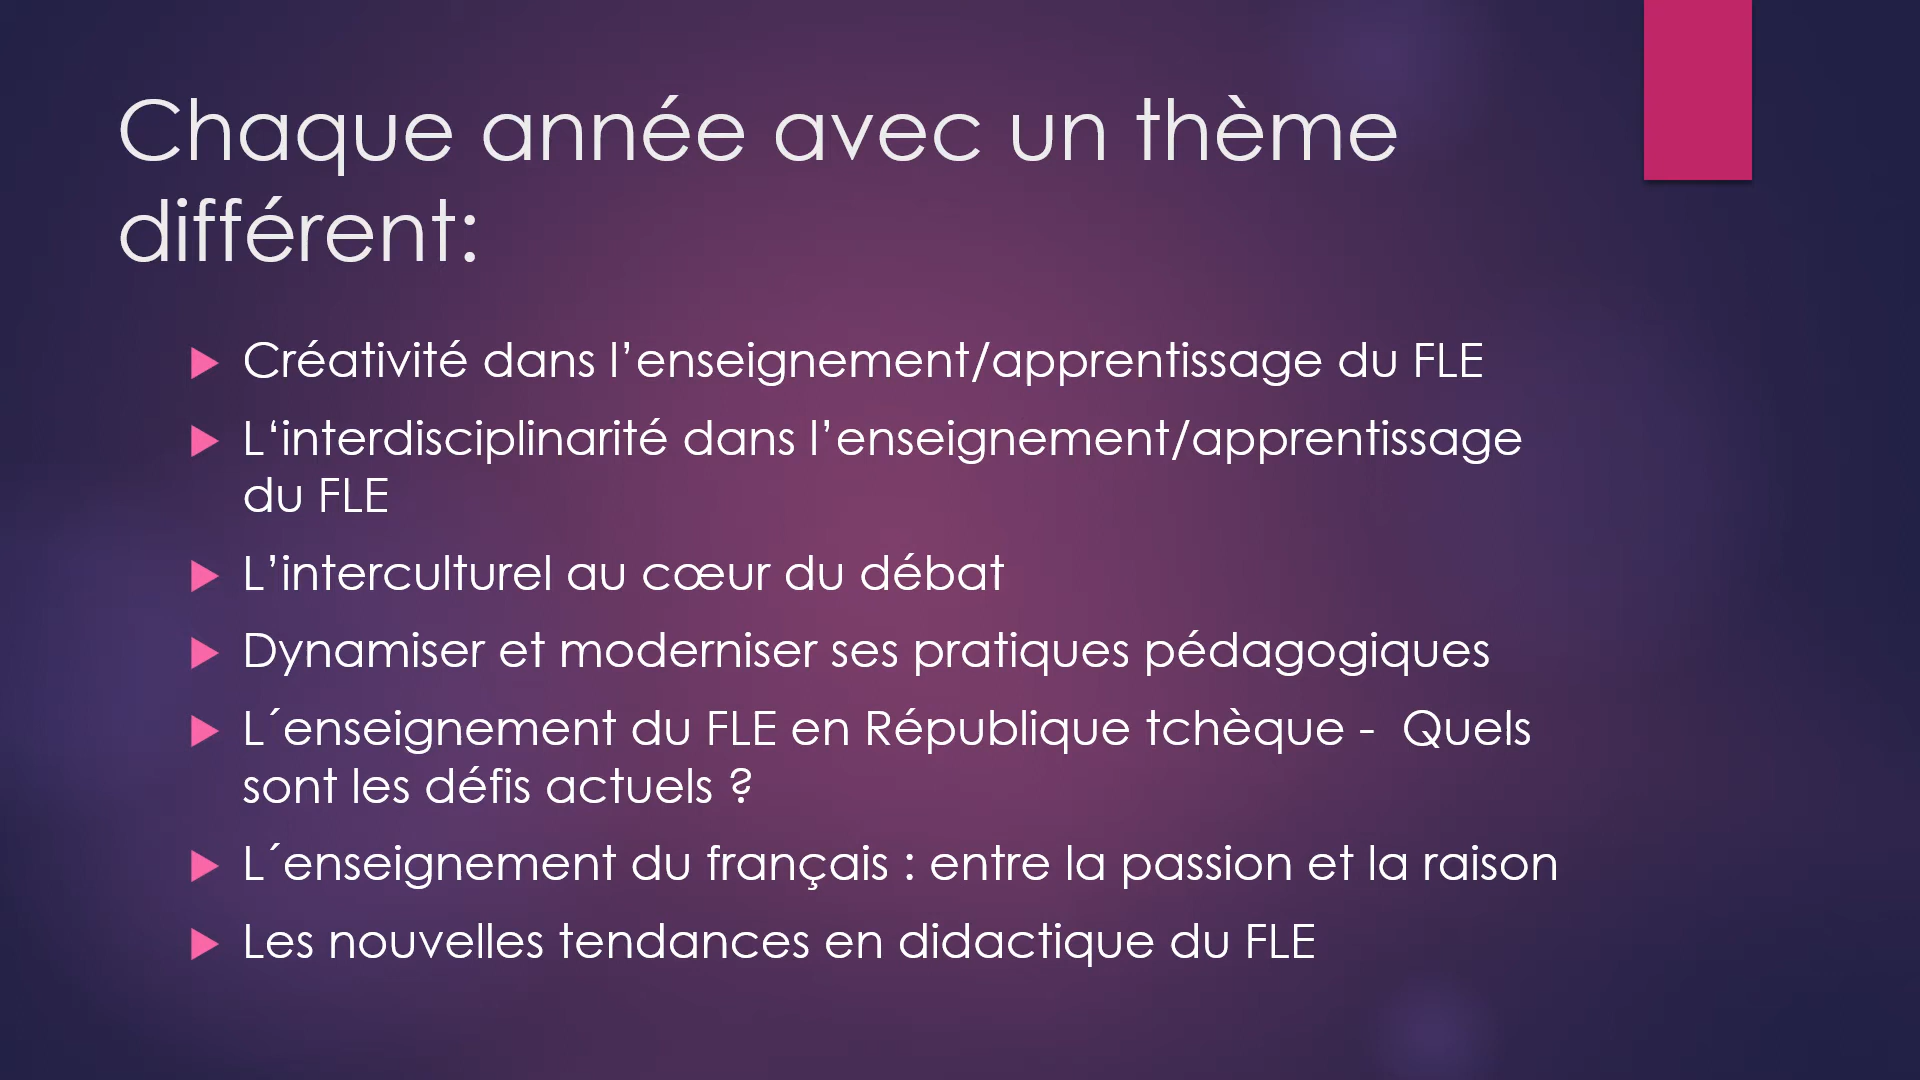 Chaque année avec un thème
différent:
Créativité dans l’enseignement/apprentissage du FLE
L‘interdisciplinarité dans l’enseignement/apprentissage
du FLE
L’interculturel au cœur du débat
Dynamiser et moderniser ses pratiques pédagogiques
L´enseignement du FLE en République tchèque -  Quels
sont les défis actuels ?
L´enseignement du français : entre la passion et la raison
Les nouvelles tendances en didactique du FLE